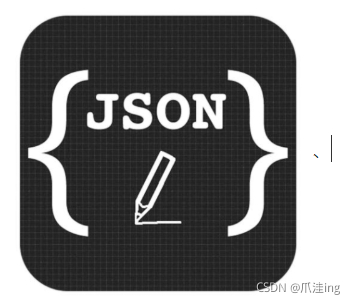 { JSON }
、
CSDN @爪洼ing